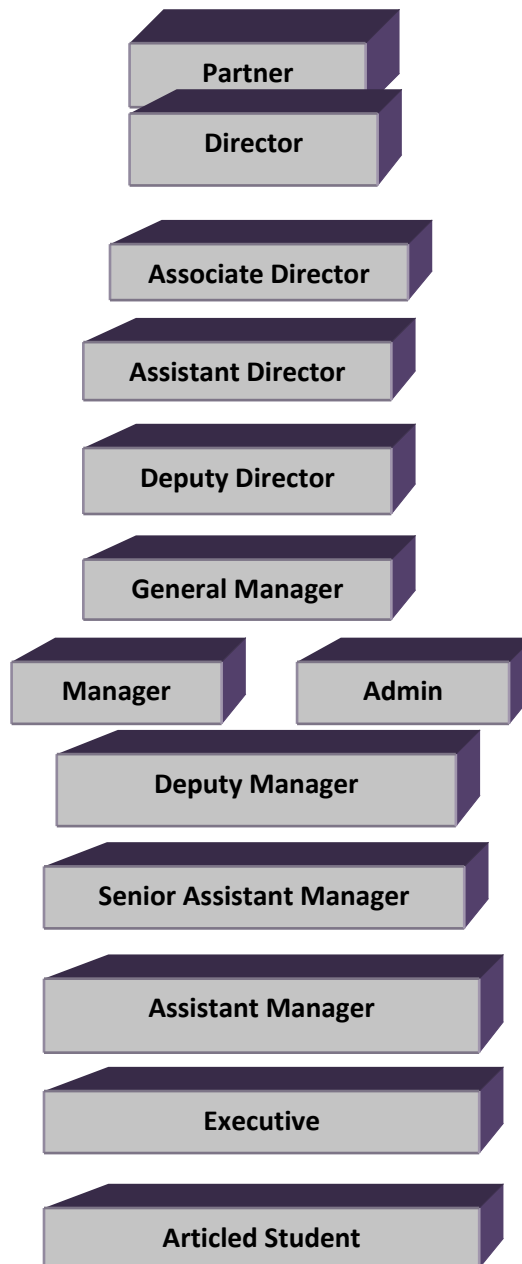 Partner
Director
Associate Director
Assistant Director
Deputy Director
General Manager
Manager
Admin
Deputy Manager
Senior Assistant Manager
Assistant Manager
Executive
Articled Student